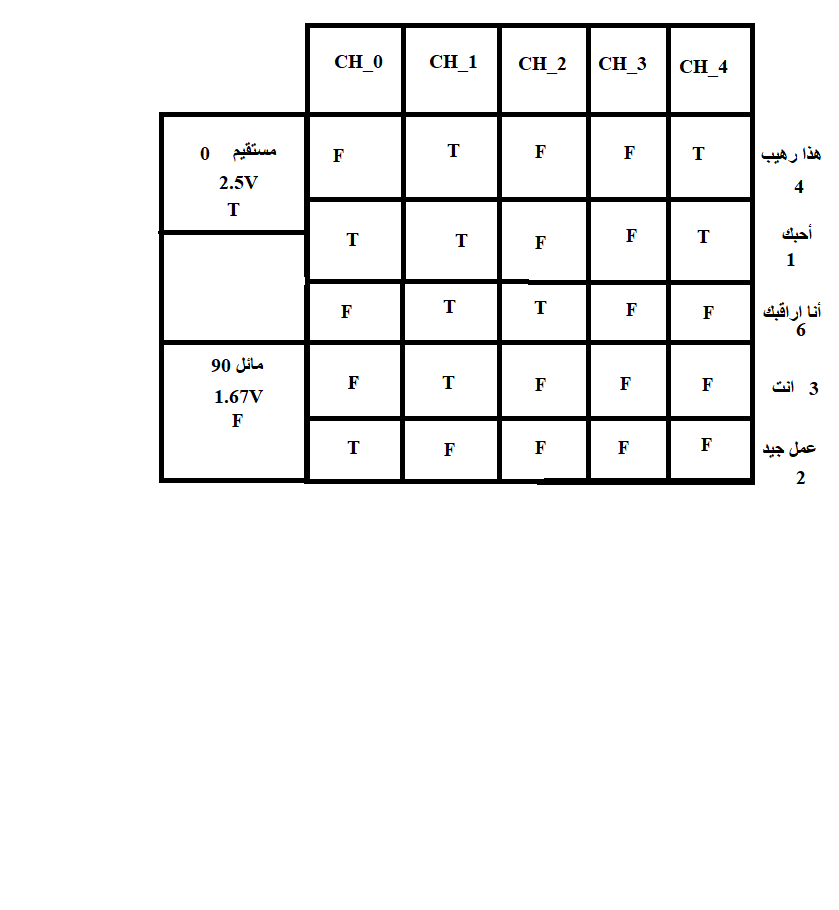 CH_0 CH_1 CH_2 CH_3 CH_4
مستقيم 0
2.5V
T
F T F F T هذا رهيب
4
T T F F T أحبك
1
F T T F F أنا اراقبك
6
مائل 90
1.67V
F
F T F F F انت 3
T F F F F عمل جيد
2